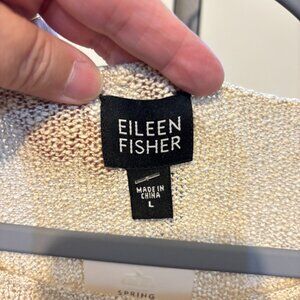 EILEEN
FISHER
MADE IN
CHINA
L
SPRING